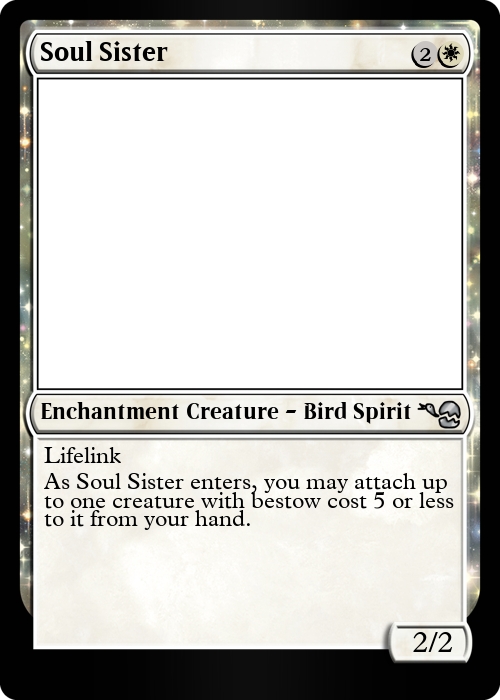 Soul Sister 2
Enchantment Creature – Bird Spirit
Lifelink
As Soul Sister enters, you may attach up
to one creature with bestow cost 5 or less
to it from your hand.
2/2